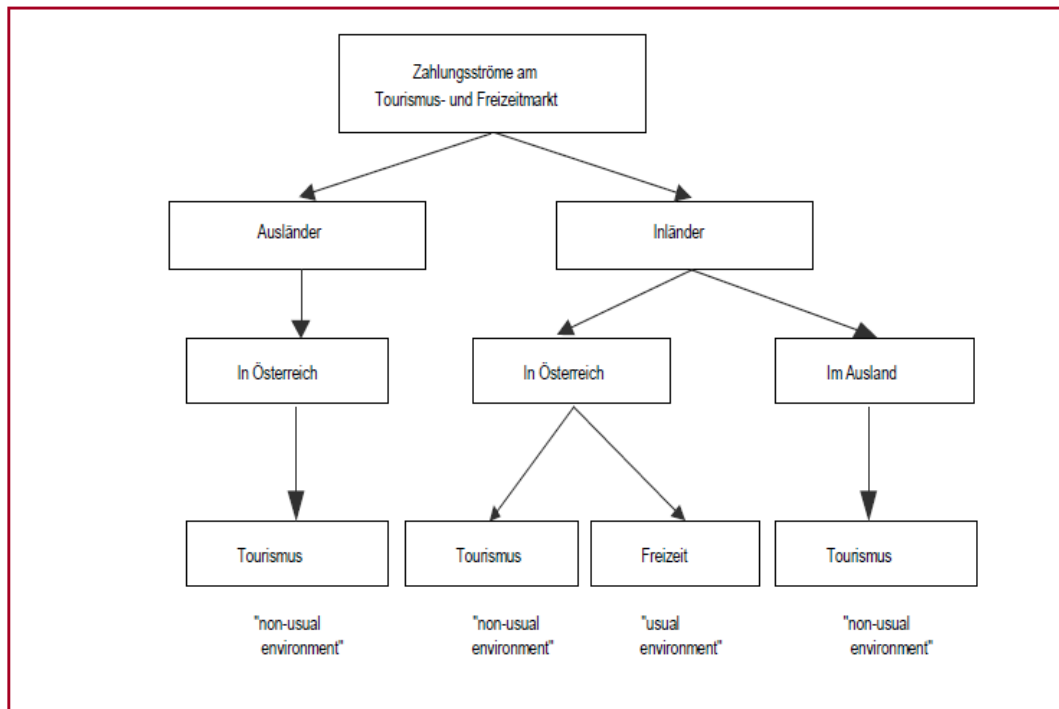 Zahlungsströme am
Tourismus- und Freizeitmarkt
Ausländer
Inländer
In Österreich
In Österreich
Im Ausland
Tourismus
Tourismus
Freizeit
Tourismus
"non-usual
environment"
"non-usual
environment"
"usual
environment"
"non-usual
environment"